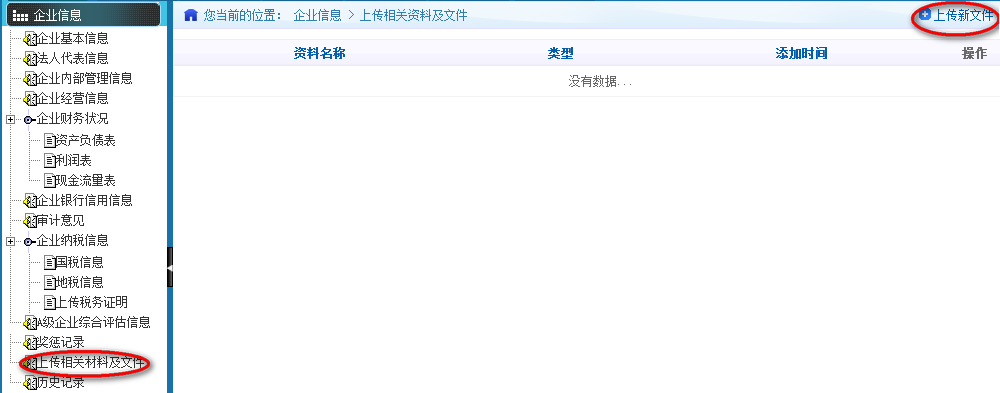 企业信息
企业基本信息
法人代表信息
企业内部管理信息
企业经营信息
企业财务状况
资产负债表
利润表
现金流量表
企业银行信用信息
审计意见
企业纳税信息
国税信息
地税信息
上传税务证明
A级企业综合评估信息
奖惩记录
上传相关材料及文件
历史记录
您当前的位置： 企业信息 > 上传相关资料及文件
上传新文件
资料名称 类型 添加时间 操作
没有数据...